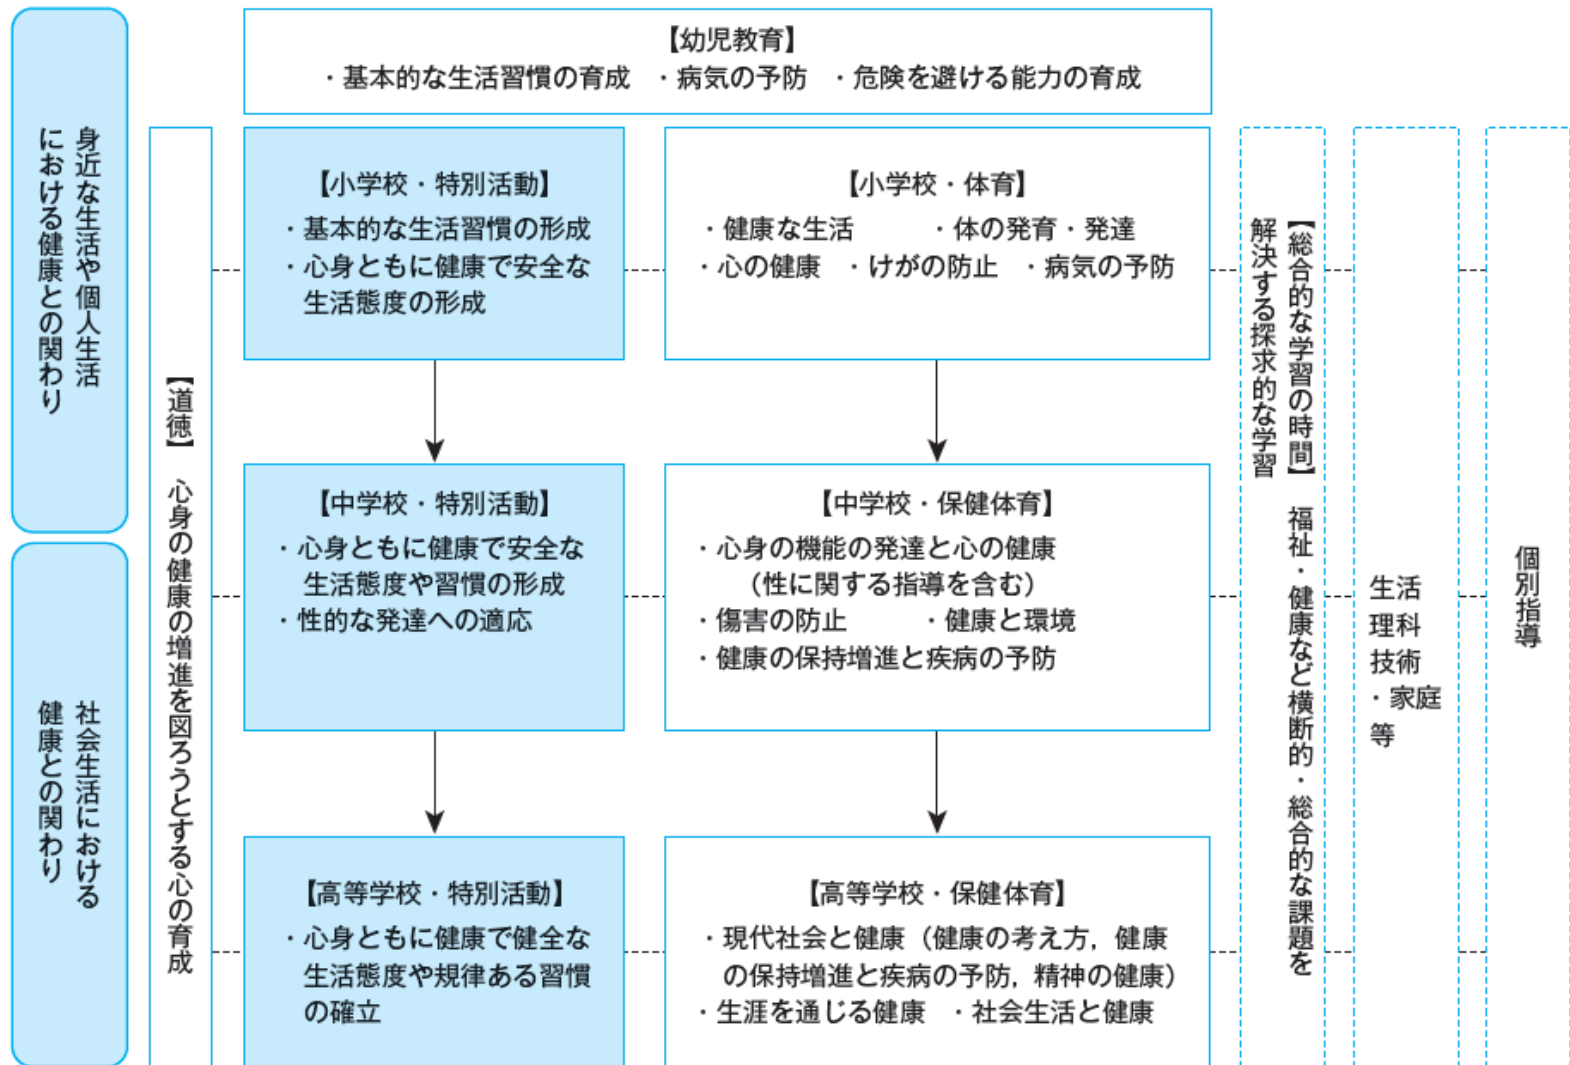 身近な生活や個人生活
における健康との関わり
社会生活における
健康との関わり
【道徳】 心身の健康の増進を図ろうとする心の育成
【幼児教育】
・基本的な生活習慣の育成 ・病気の予防 ・危険を避ける能力の育成
【小学校・特別活動】
・基本的な生活習慣の形成
・心身ともに健康で安全な
生活態度の形成
【小学校・体育】
・健康な生活 ・体の発育・発達
・心の健康 ・けがの防止 ・病気の予防
【中学校・特別活動】
・心身ともに健康で安全な
生活態度や習慣の形成
・性的な発達への適応
【中学校・保健体育】
・心身の機能の発達と心の健康
（性に関する指導を含む）
・傷害の防止 ・健康と環境
・健康の保持増進と疾病の予防
【高等学校・特別活動】
・心身ともに健康で健全な
生活態度や規律ある習慣
の確立
【高等学校・保健体育】
・現代社会と健康（健康の考え方，健康
の保持増進と疾病の予防，精神の健康）
・生涯を通じる健康 ・社会生活と健康
【総合的な学習の時間】 福祉・健康など横断的・総合的な課題を
解決する探求的な学習
生活
理科
技術
・家庭
等
個別指導